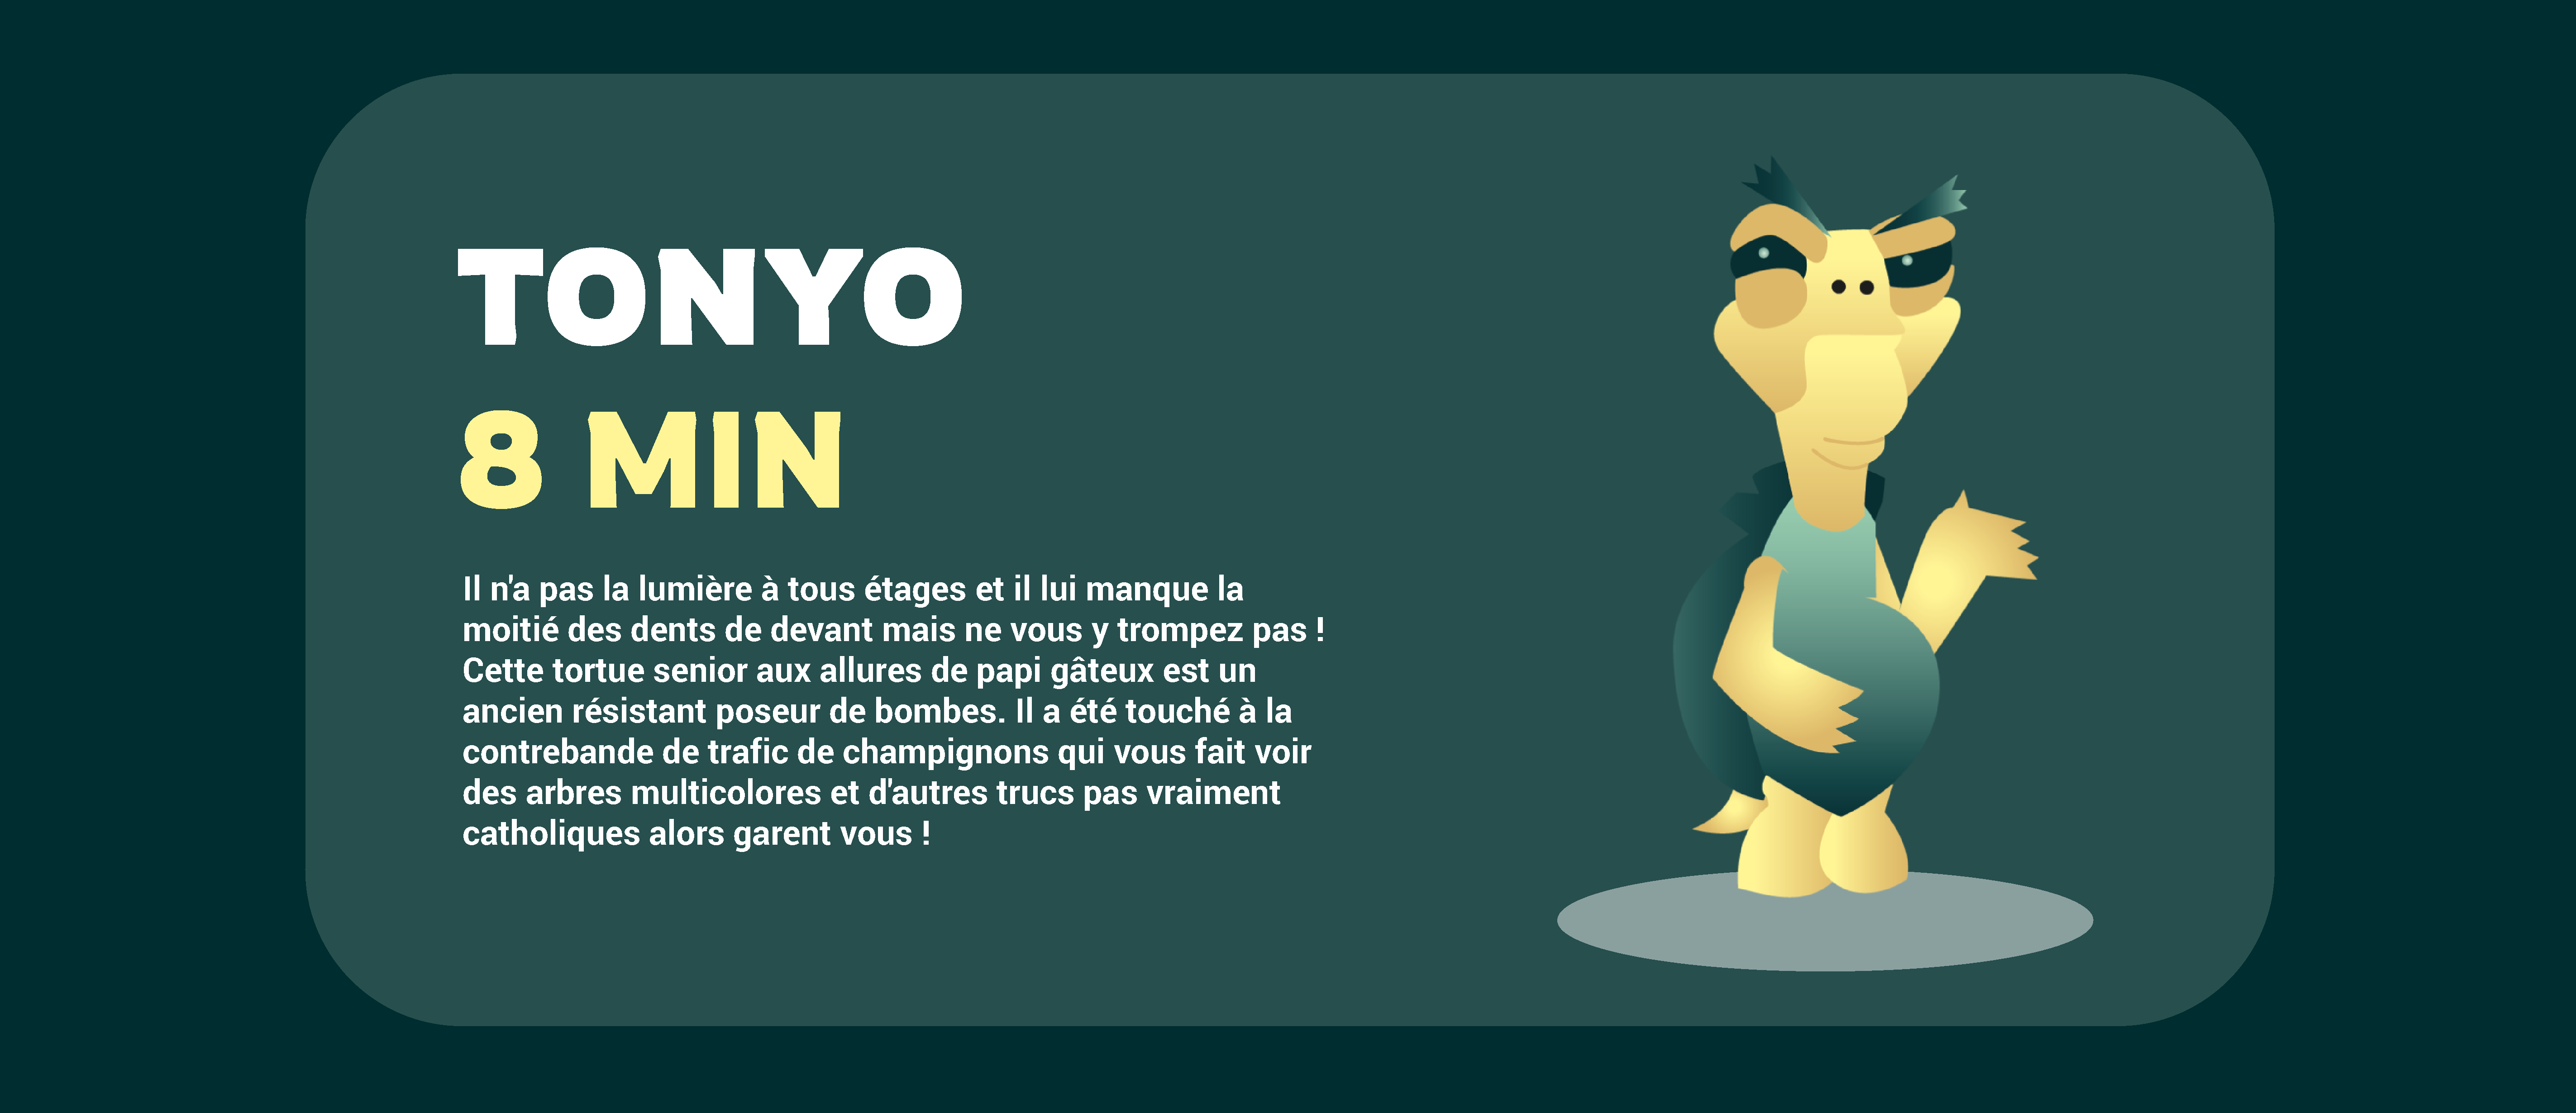 TONYO
8 MIN
Il n'a pas la lumière à tous étages et il lui manque la
moitié des dents de devant mais ne vous y trompez pas !
Cette tortue senior aux allures de papi gâteux est un
ancien résistant poseur de bombes. Il a été touché à la
contrebande de trafic de champignons qui vous fait voir
des arbres multicolores et d'autres trucs pas vraiment
catholiques alors garent vous !